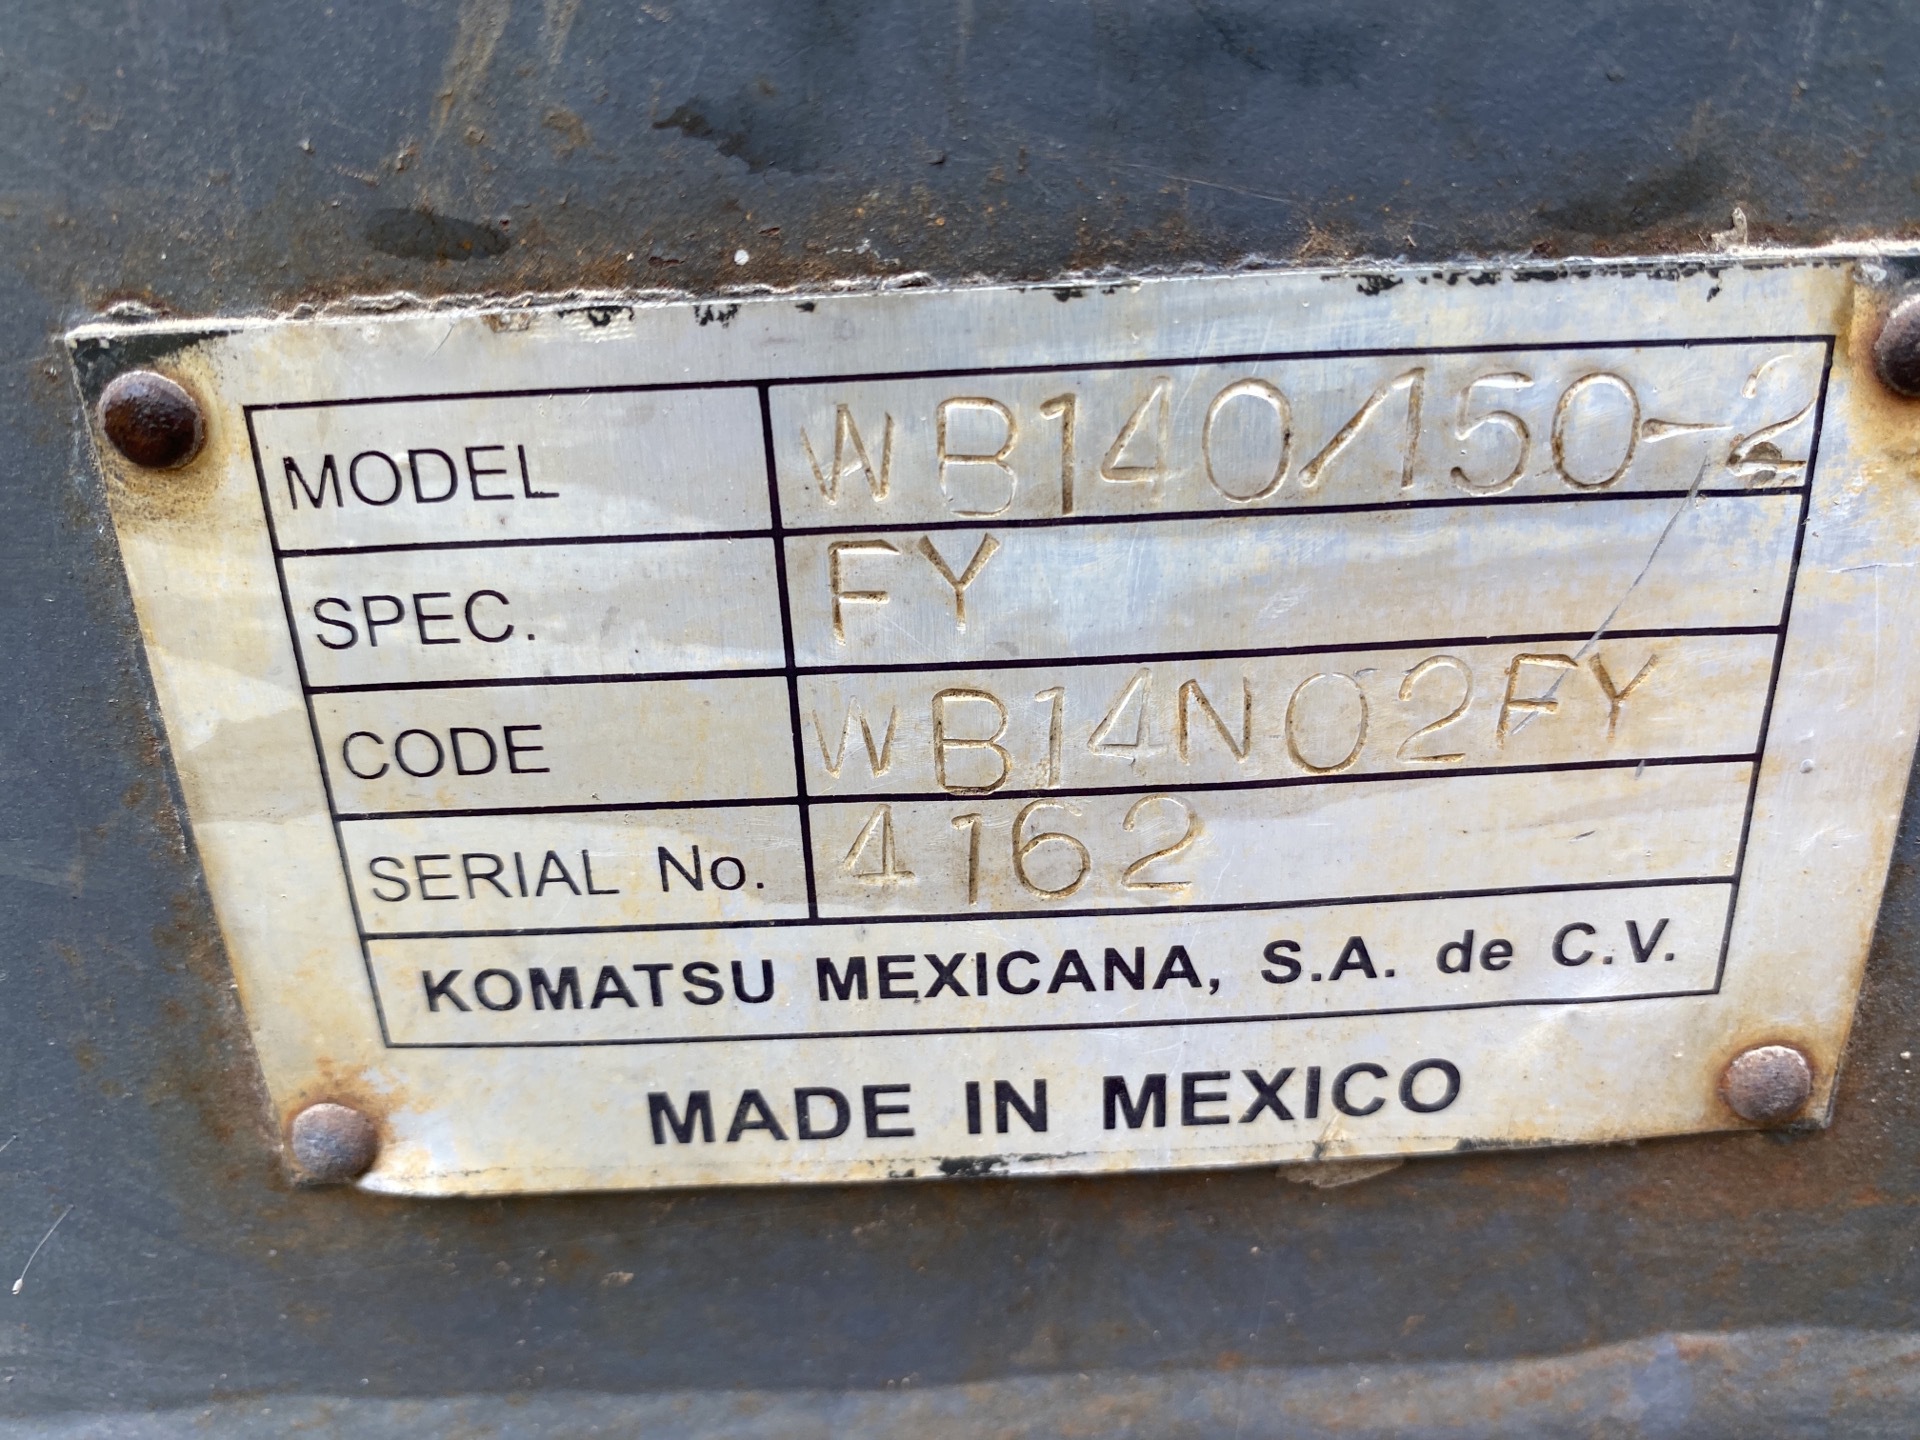 MODEL WB140/150-2
SPEC. FY
CODE WB14N02FY
SERIAL No. 4162
KOMATSU MEXICANA, S.A. de C.V.
MADE IN MEXICO